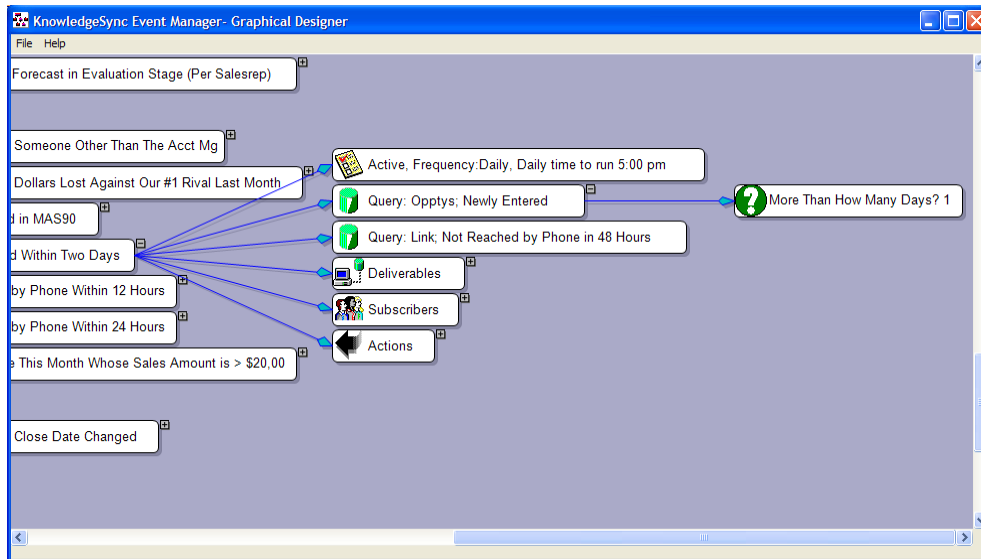 KnowledgeSync Event Manager- Graphical Designer
File Help
Forecast in Evaluation Stage (Per Salesrep)
Someone Other Than The Acct Mg
Dollars Lost Against Our #1 Rival Last Month
d in MAS90
d Within Two Days
by Phone Within 12 Hours
by Phone Within 24 Hours
e This Month Whose Sales Amount is > $20,00
Close Date Changed
Active, Frequency:Daily, Daily time to run 5:00 pm
Query: Opptys; Newly Entered
Query: Link; Not Reached by Phone in 48 Hours
Deliverables
Subscribers
Actions
More Than How Many Days? 1